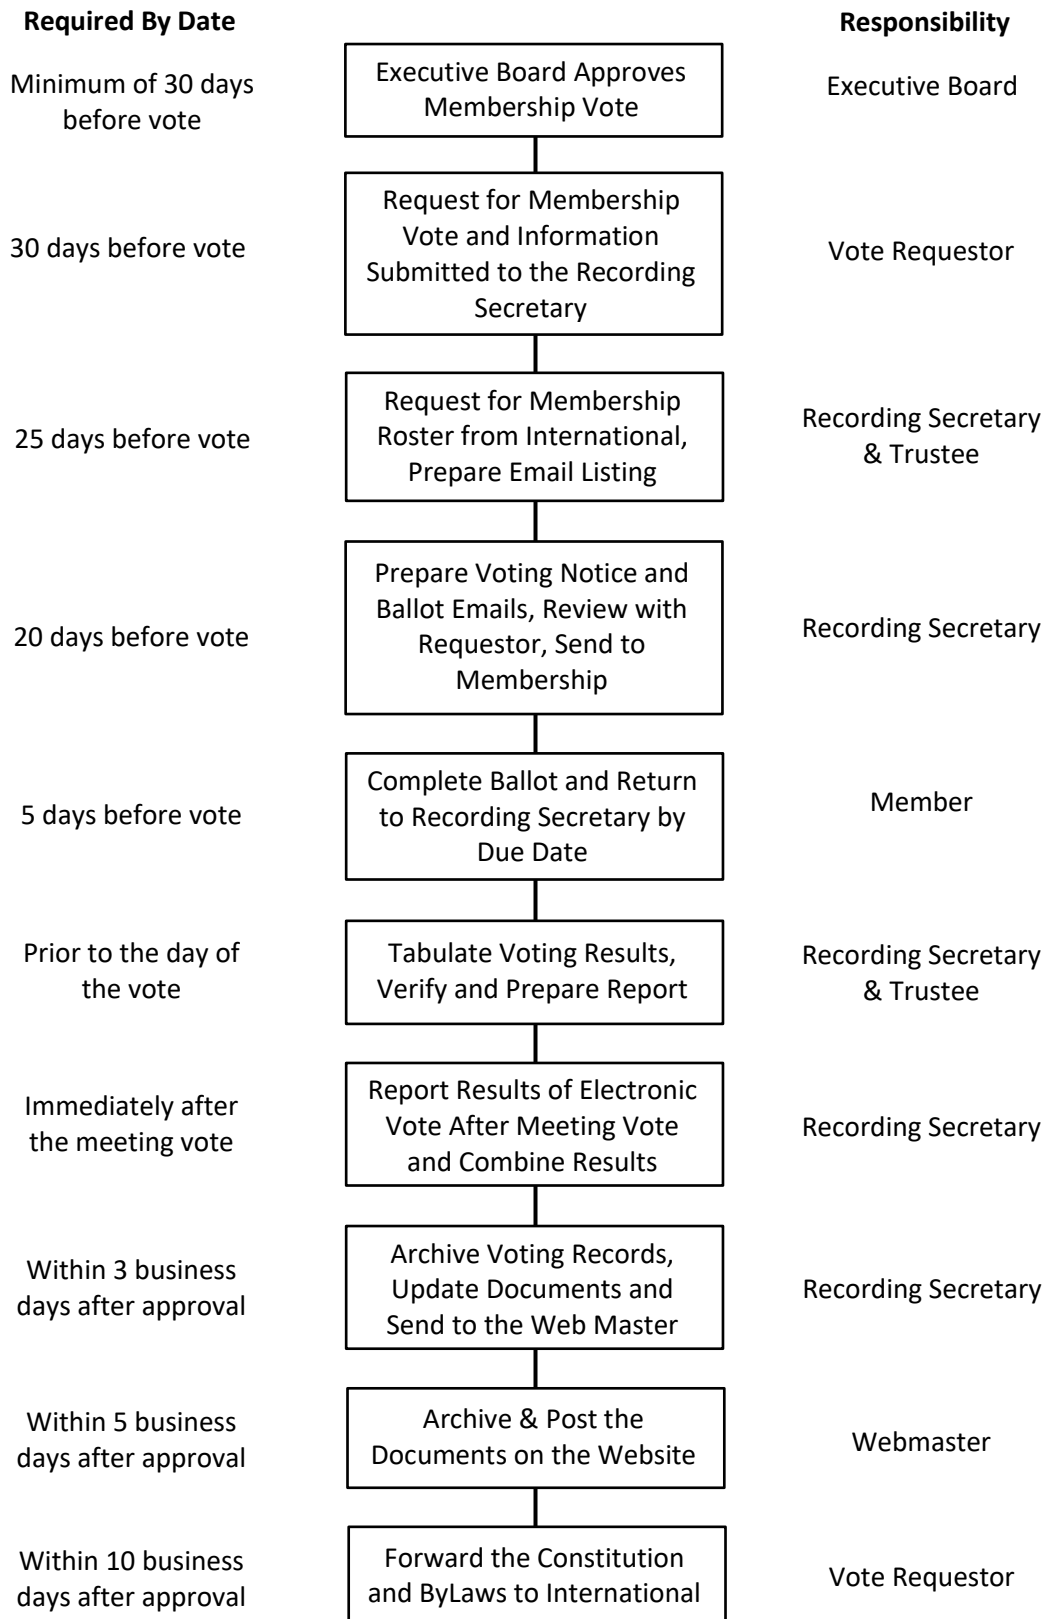 Required By Date
Responsibility
Minimum of 30 days
before vote
Executive Board Approves
Membership Vote
Executive Board
30 days before vote
Request for Membership
Vote and Information
Submitted to the Recording
Secretary
Vote Requestor
25 days before vote
Request for Membership
Roster from International,
Prepare Email Listing
Recording Secretary
& Trustee
20 days before vote
Prepare Voting Notice and
Ballot Emails, Review with
Requestor, Send to
Membership
Recording Secretary
5 days before vote
Complete Ballot and Return
to Recording Secretary by
Due Date
Member
Prior to the day of
the vote
Tabulate Voting Results,
Verify and Prepare Report
Recording Secretary
& Trustee
Immediately after
the meeting vote
Report Results of Electronic
Vote After Meeting Vote
and Combine Results
Recording Secretary
Within 3 business
days after approval
Archive Voting Records,
Update Documents and
Send to the Web Master
Recording Secretary
Within 5 business
days after approval
Archive & Post the
Documents on the Website
Webmaster
Within 10 business
days after approval
Forward the Constitution
and ByLaws to International
Vote Requestor